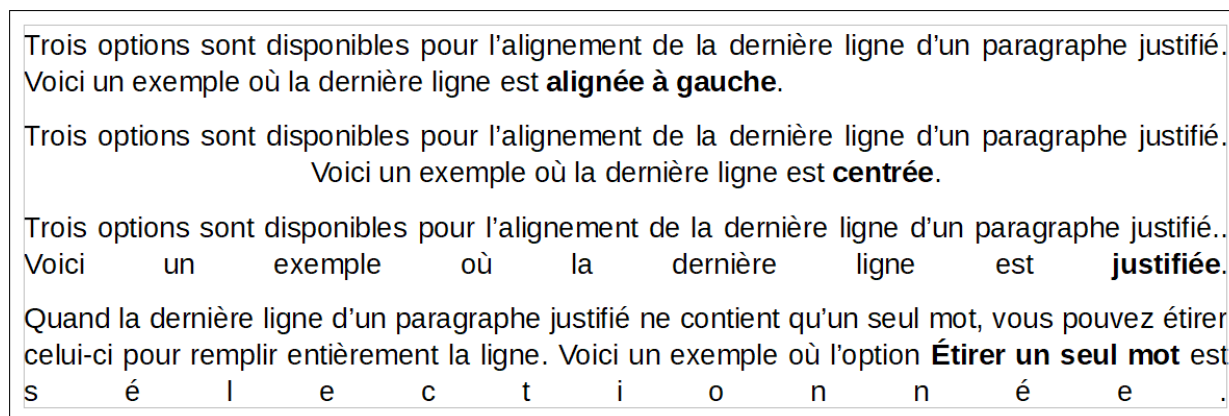 Trois options sont disponibles pour l’alignement de la dernière ligne d’un paragraphe justifié.
Voici un exemple où la dernière ligne est alignée à gauche.
Trois options sont disponibles pour l’alignement de la dernière ligne d’un paragraphe justifié.
Voici un exemple où la dernière ligne est centrée.
Trois options sont disponibles pour l’alignement de la dernière ligne d’un paragraphe justifié..
Voici un exemple où la dernière ligne est justifiée.
Quand la dernière ligne d’un paragraphe justifié ne contient qu’un seul mot, vous pouvez étirer
celui-ci pour remplir entièrement la ligne. Voici un exemple où l’option Étirer un seul mot est
sélectionnée.